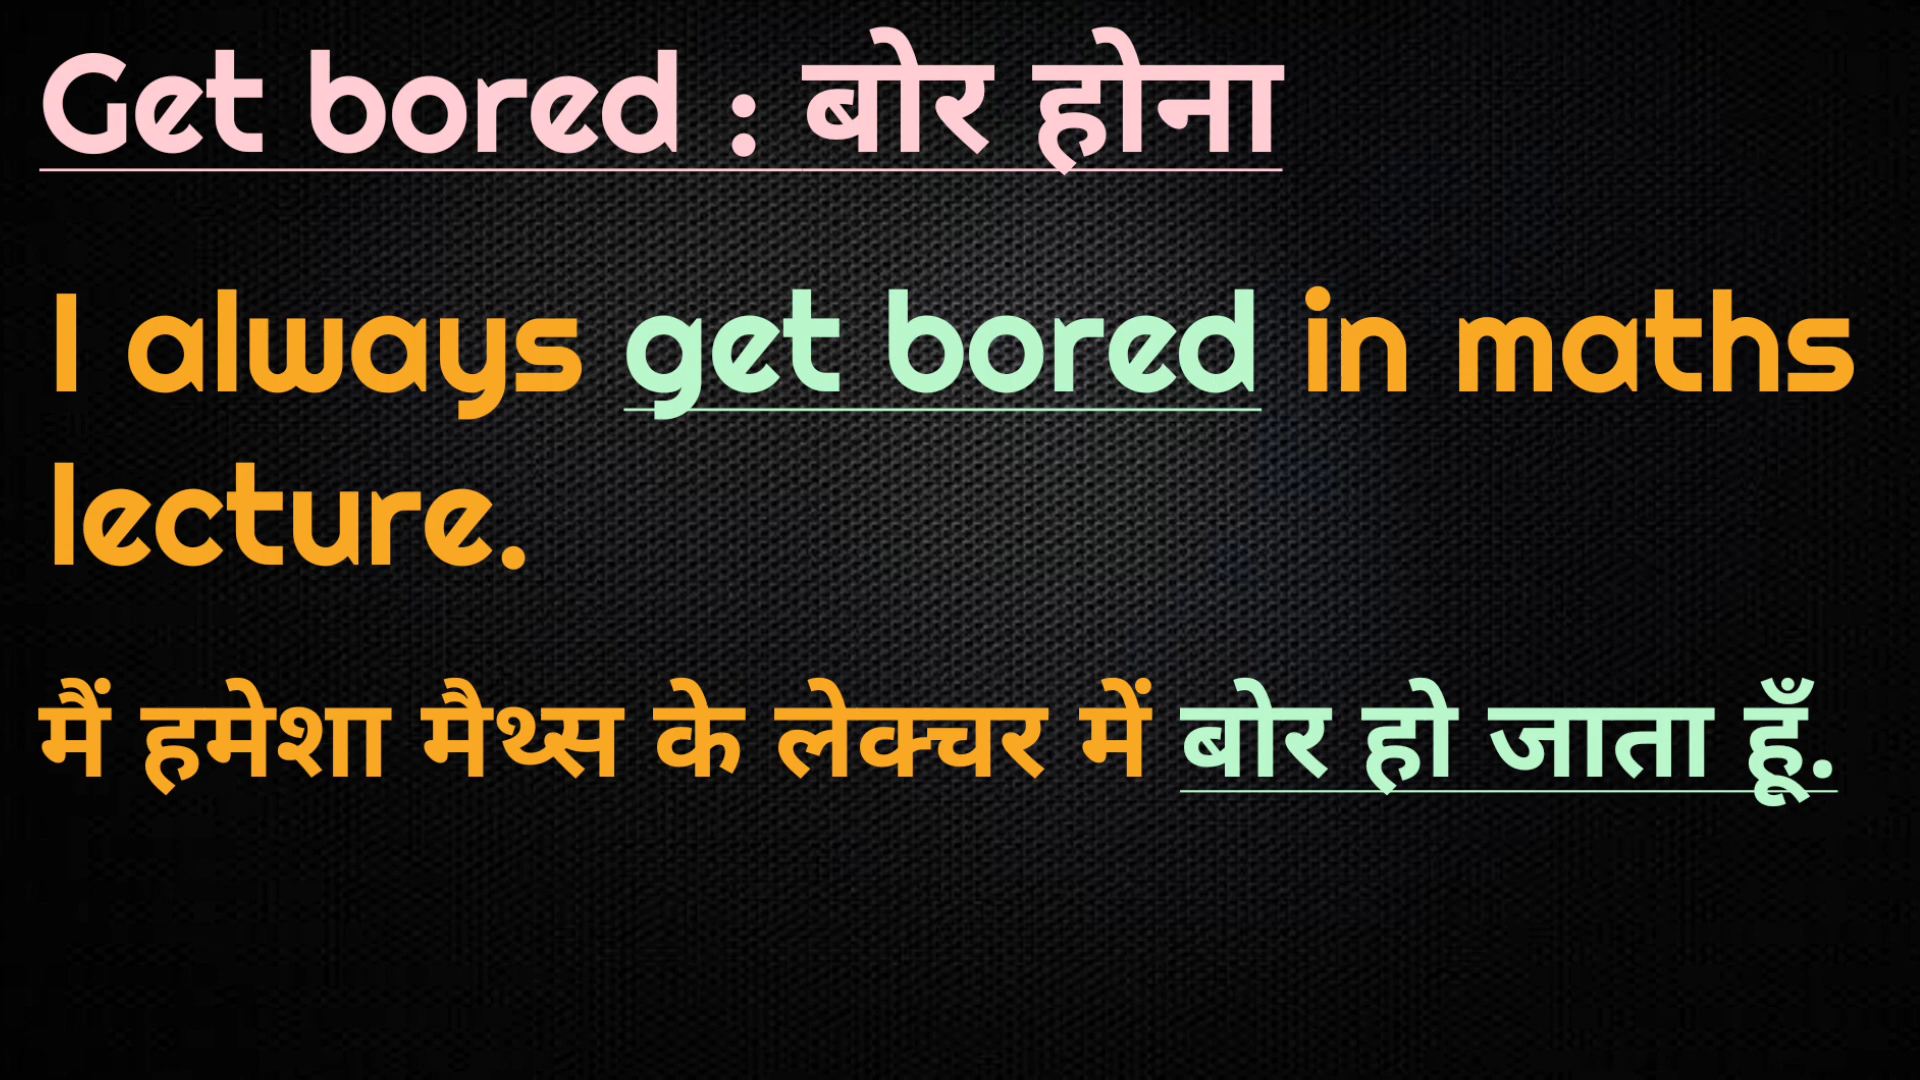 Get bored : बोर होना
I always get bored in maths
lecture.
मैं हमेशा मैथ्स के लेक्चर में बोर हो जाता हूँ.